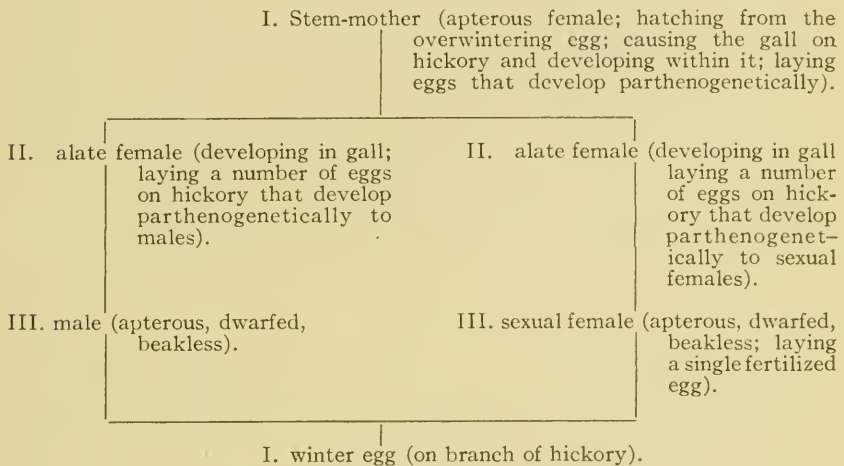 I. Stem-mother (apterous female; hatching from the
overwintering egg; causing the gall on
hickory and developing within it; laying
eggs that develop parthenogenetically).
II. alate female (developing in gall;
laying a number of eggs
on hickory that develop
parthenogenetically to
males).
II. alate female (developing in gall
laying a number
of eggs on hick-
ory that develop
parthenogenet-
ically to sexual
females).
III. male (apterous, dwarfed,
beakless).
III. sexual female (apterous, dwarfed,
beakless; laying
a single fertilized
egg).
I. winter egg (on branch of hickory).